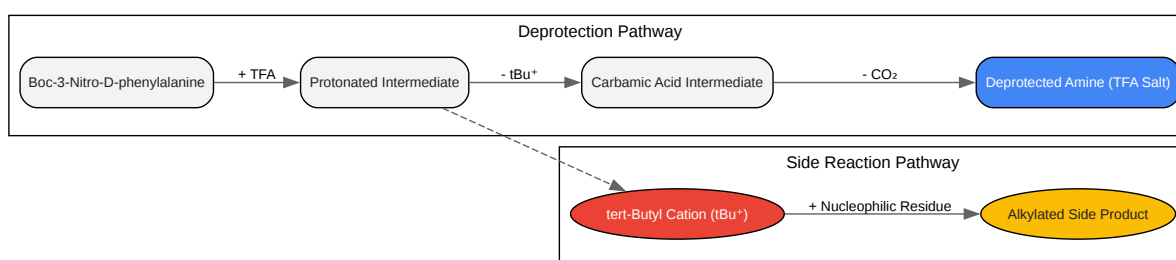 Deprotection Pathway
Boc-3-Nitro-D-phenylalanine
+ TFA
Protonated Intermediate
- tBu⁺
Carbamic Acid Intermediate
- CO₂
Deprotected Amine (TFA Salt)
Side Reaction Pathway
tert-Butyl Cation (tBu⁺)
+ Nucleophilic Residue
Alkylated Side Product